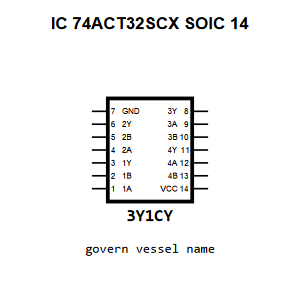 IC 74ACT32SCX SOIC 14
7 GND 3Y 8
6 2Y 3A 9
5 2B 3B 10
4 2A 4Y 11
3 1Y 4A 12
2 1B 4B 13
1 1A VCC 14
3Y1CY
govern vessel name